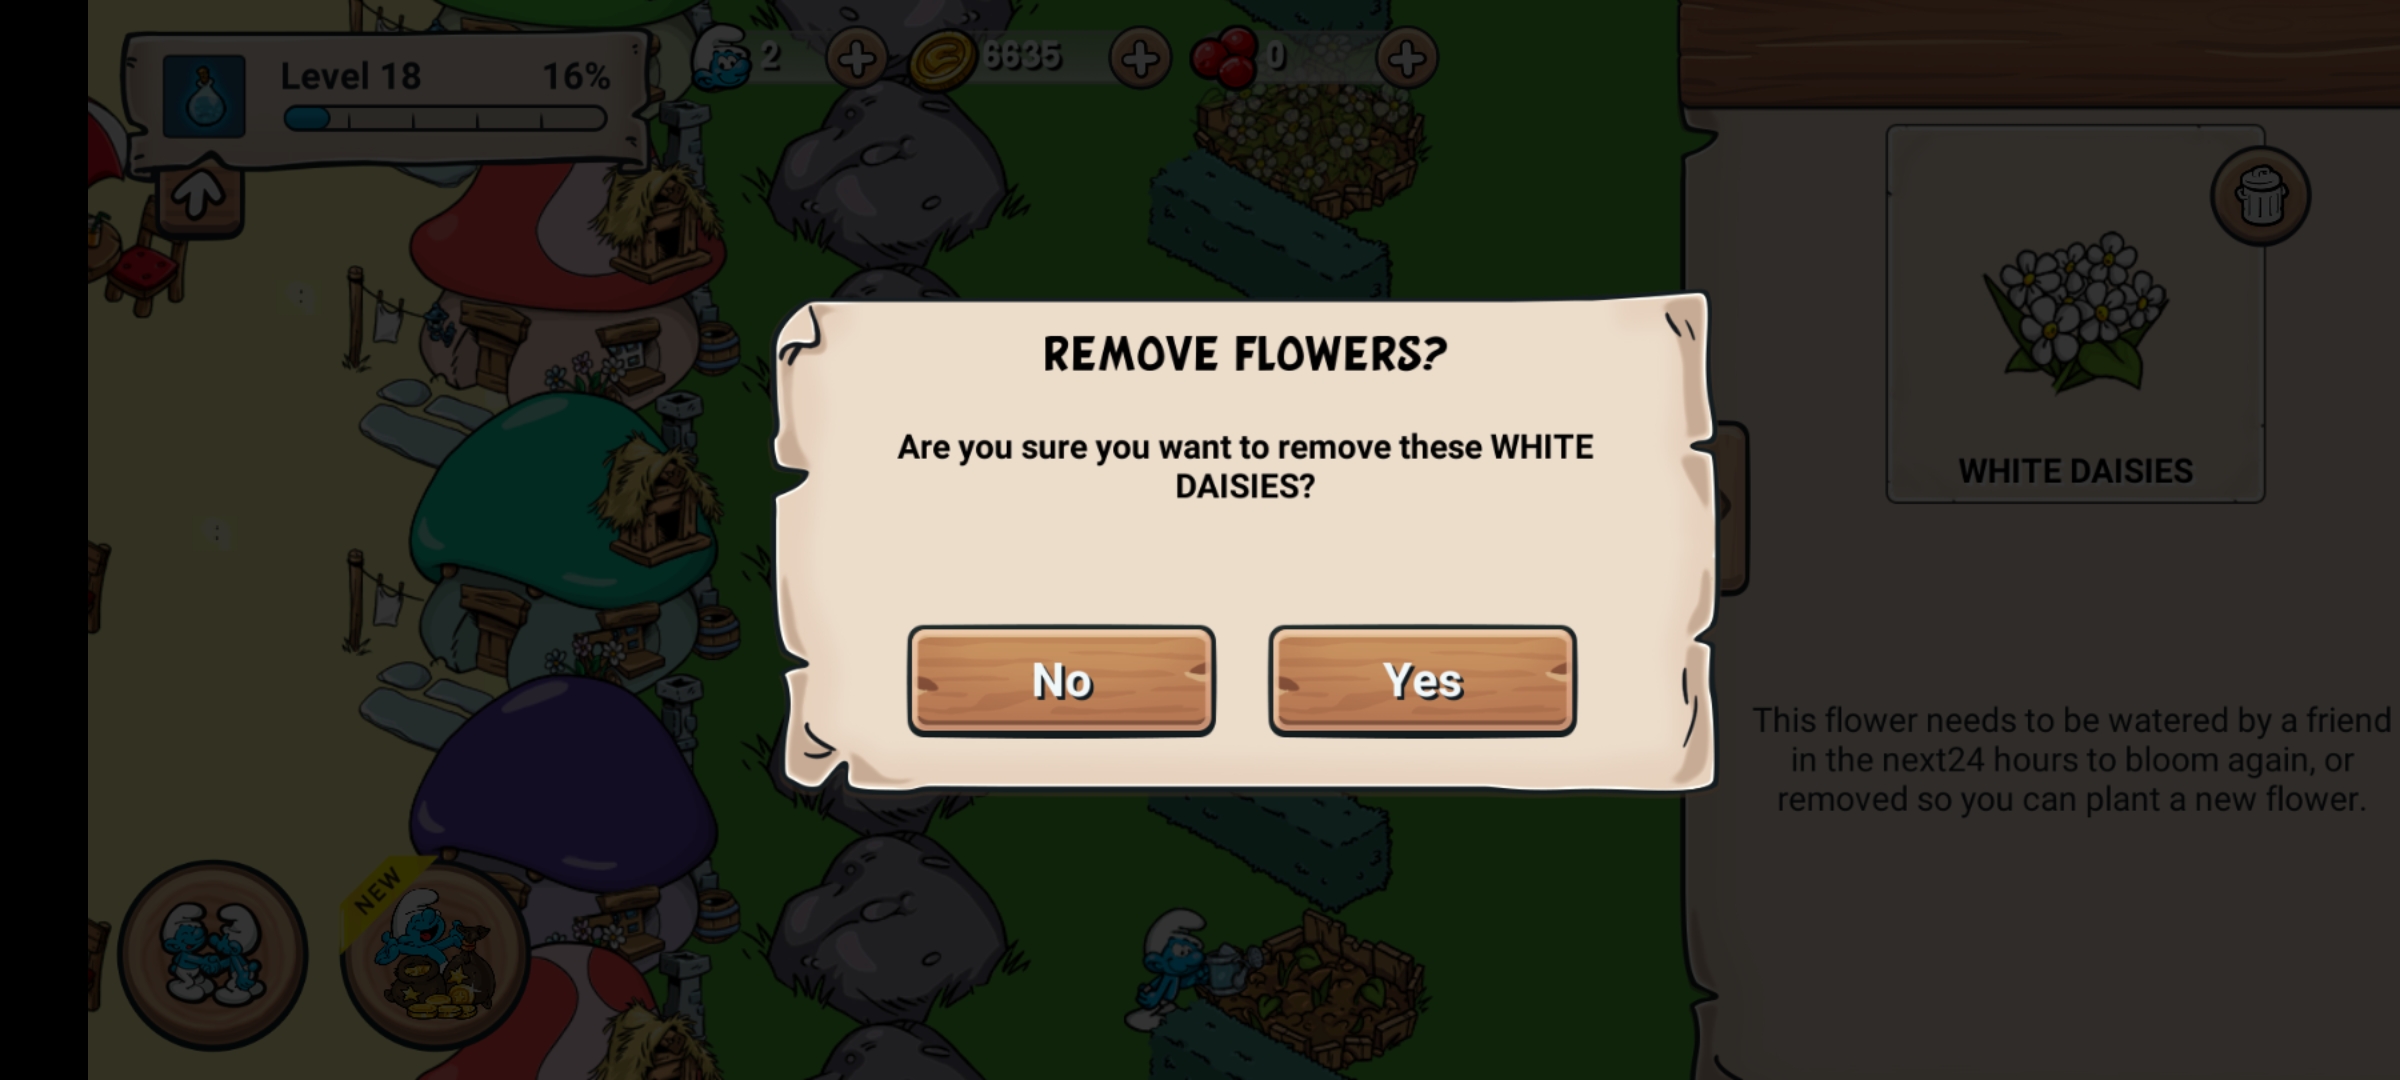 Level 18 16%
2
6635
0
REMOVE FLOWERS?
Are you sure you want to remove these WHITE
DAISIES?
No
Yes
WHITE DAISIES
This flower needs to be watered by a friend
in the next24 hours to bloom again, or
removed so you can plant a new flower.
NEW